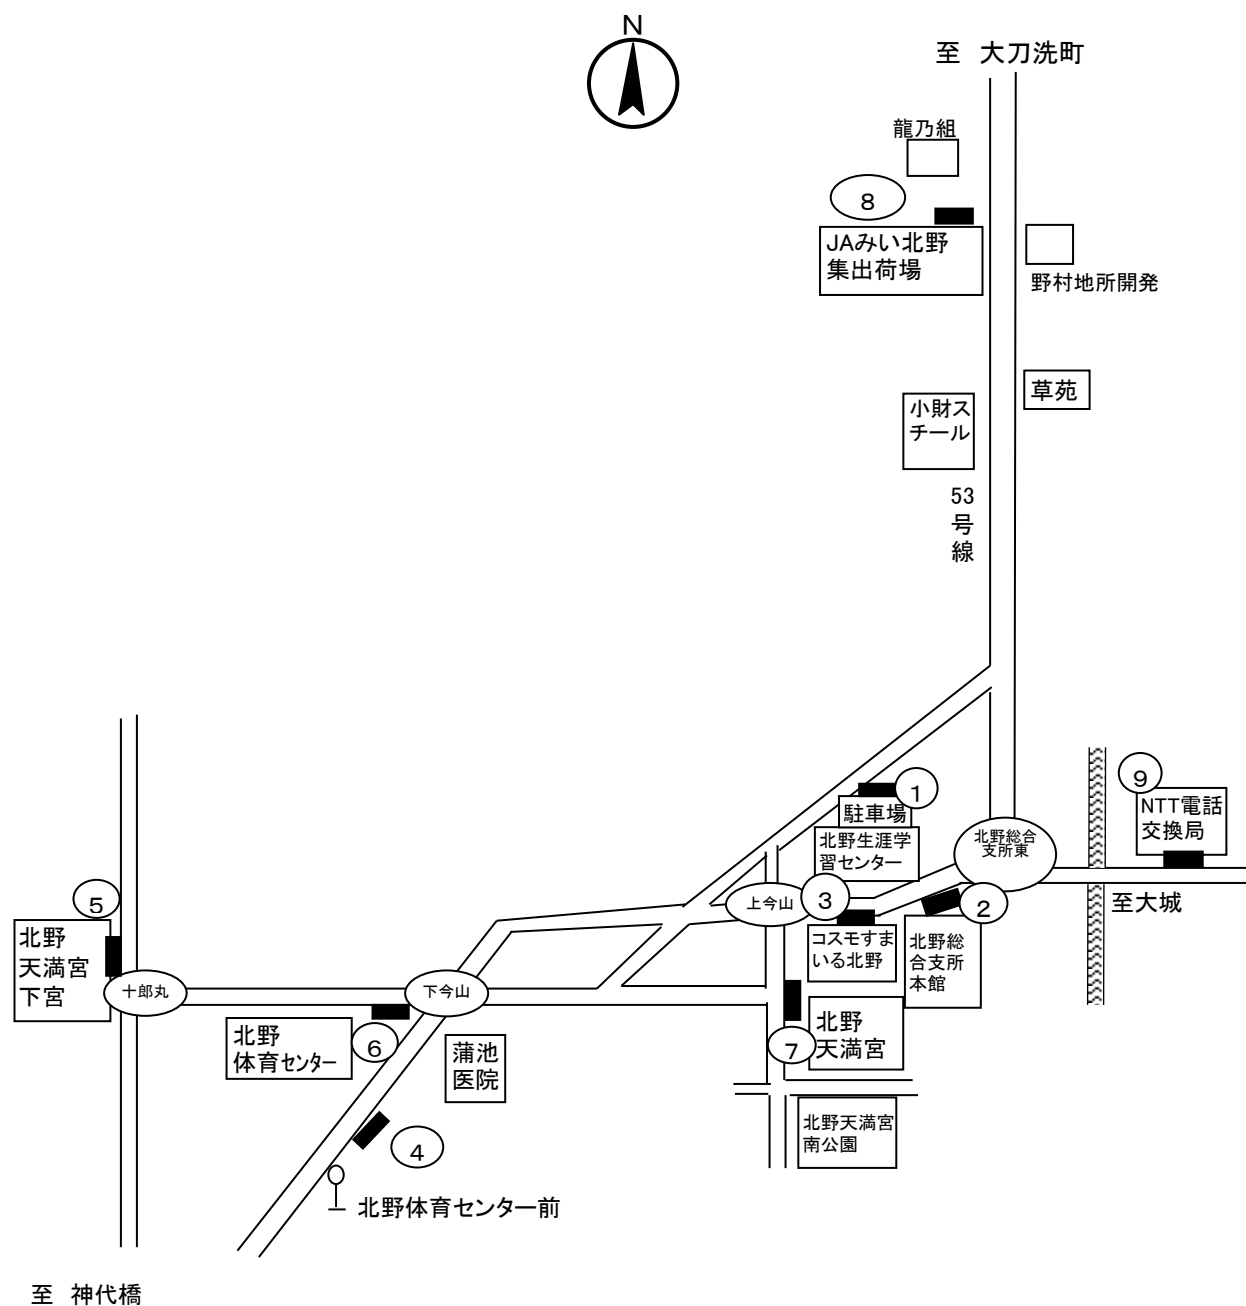 N
至 大刀洗町
龍乃組
8
JAみい北野
集出荷場
野村地所開発
草苑
小財ス
チール
53
号
線
1
駐車場
北野生涯学
習センター
北野総合
支所東
9
NTT電話
交換局
至大城
3
上今山
2
コスモすま
いる北野
北野総
合支所
本館
5
北野
天満宮
下宮
十郎丸
下今山
6
北野
体育センター
蒲池
医院
7
北野
天満宮
北野天満宮
南公園
4
北野体育センター前
至 神代橋